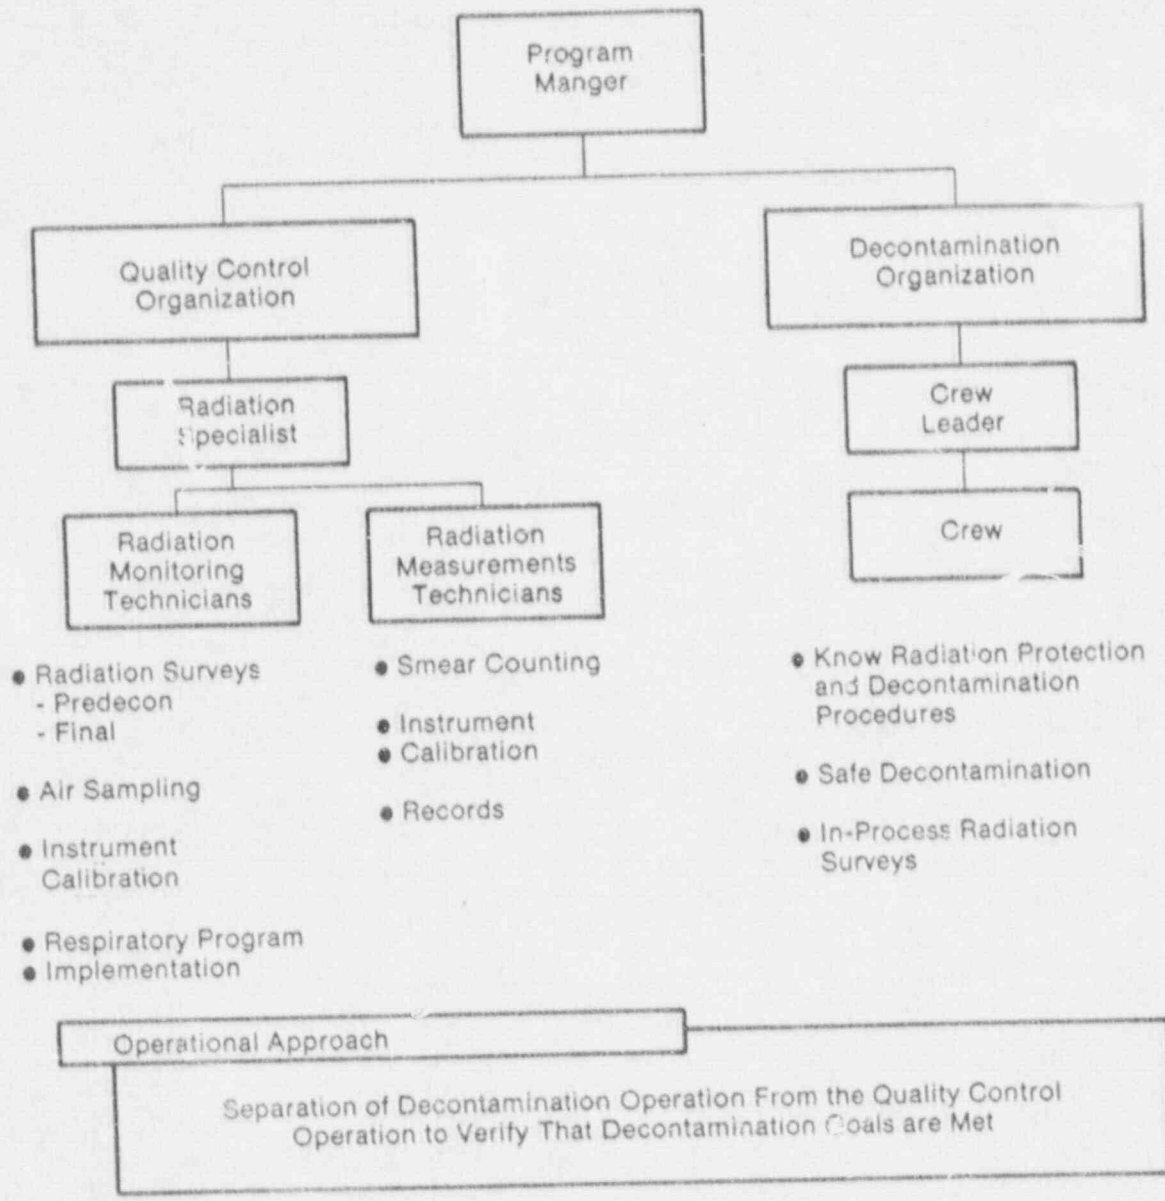 Program
Manger
Quality Control
Organization
Decontamination
Organization
Radiation
Specialist
Crew
Leader
Radiation
Monitoring
Technicians
Radiation
Measurements
Technicians
Crew
● Radiation Surveys
- Predecon
- Final
● Air Sampling
● Instrument
Calibration
● Respiratory Program
● Implementation
● Smear Counting
● Instrument
● Calibration
● Records
● Know Radiation Protection
and Decontamination
Procedures
● Safe Decontamination
● In-Process Radiation
Surveys
Operational Approach
Separation of Decontamination Operation From the Quality Control
Operation to Verify That Decontamination Goals are Met